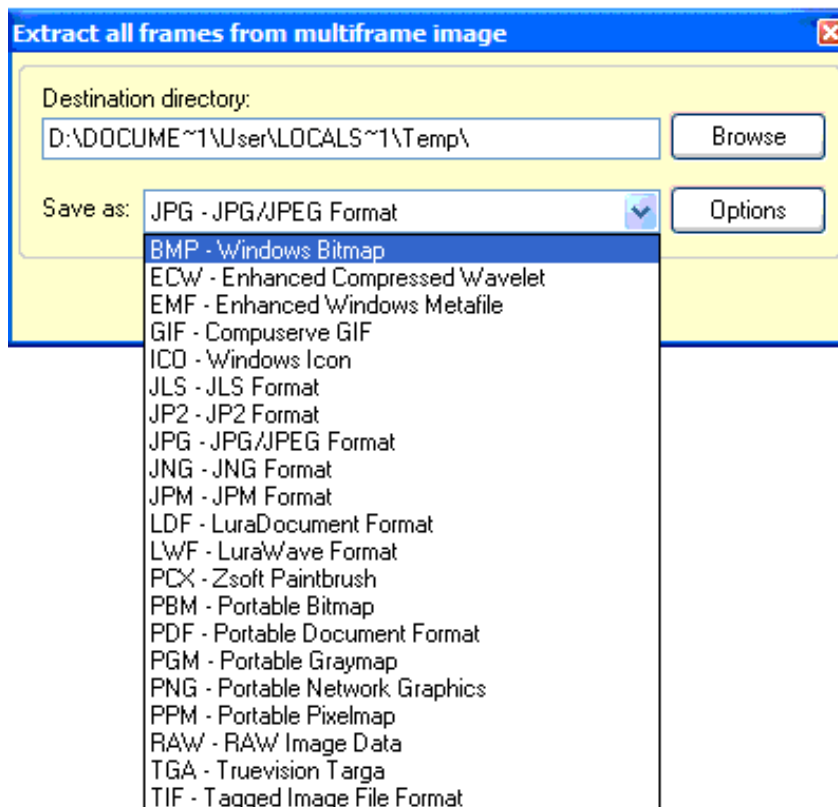 Extract all frames from multiframe image
Destination directory:
D:\DOCUME~1\User\LOCALS~1\Temp\
Browse
Save as:
JPG - JPG/JPEG Format
Options
BMP - Windows Bitmap
ECW - Enhanced Compressed Wavelet
EMF - Enhanced Windows Metafile
GIF - Compuserve GIF
ICO - Windows Icon
JLS - JLS Format
JP2 - JP2 Format
JPG - JPG/JPEG Format
JNG - JNG Format
JPM - JPM Format
LDF - LuraDocument Format
LWF - LuraWave Format
PCX - Zsoft Paintbrush
PBM - Portable Bitmap
PDF - Portable Document Format
PGM - Portable Graymap
PNG - Portable Network Graphics
PPM - Portable Pixelmap
RAW - RAW Image Data
TGA - Truevision Targa
TIF - Tagged Image File Format